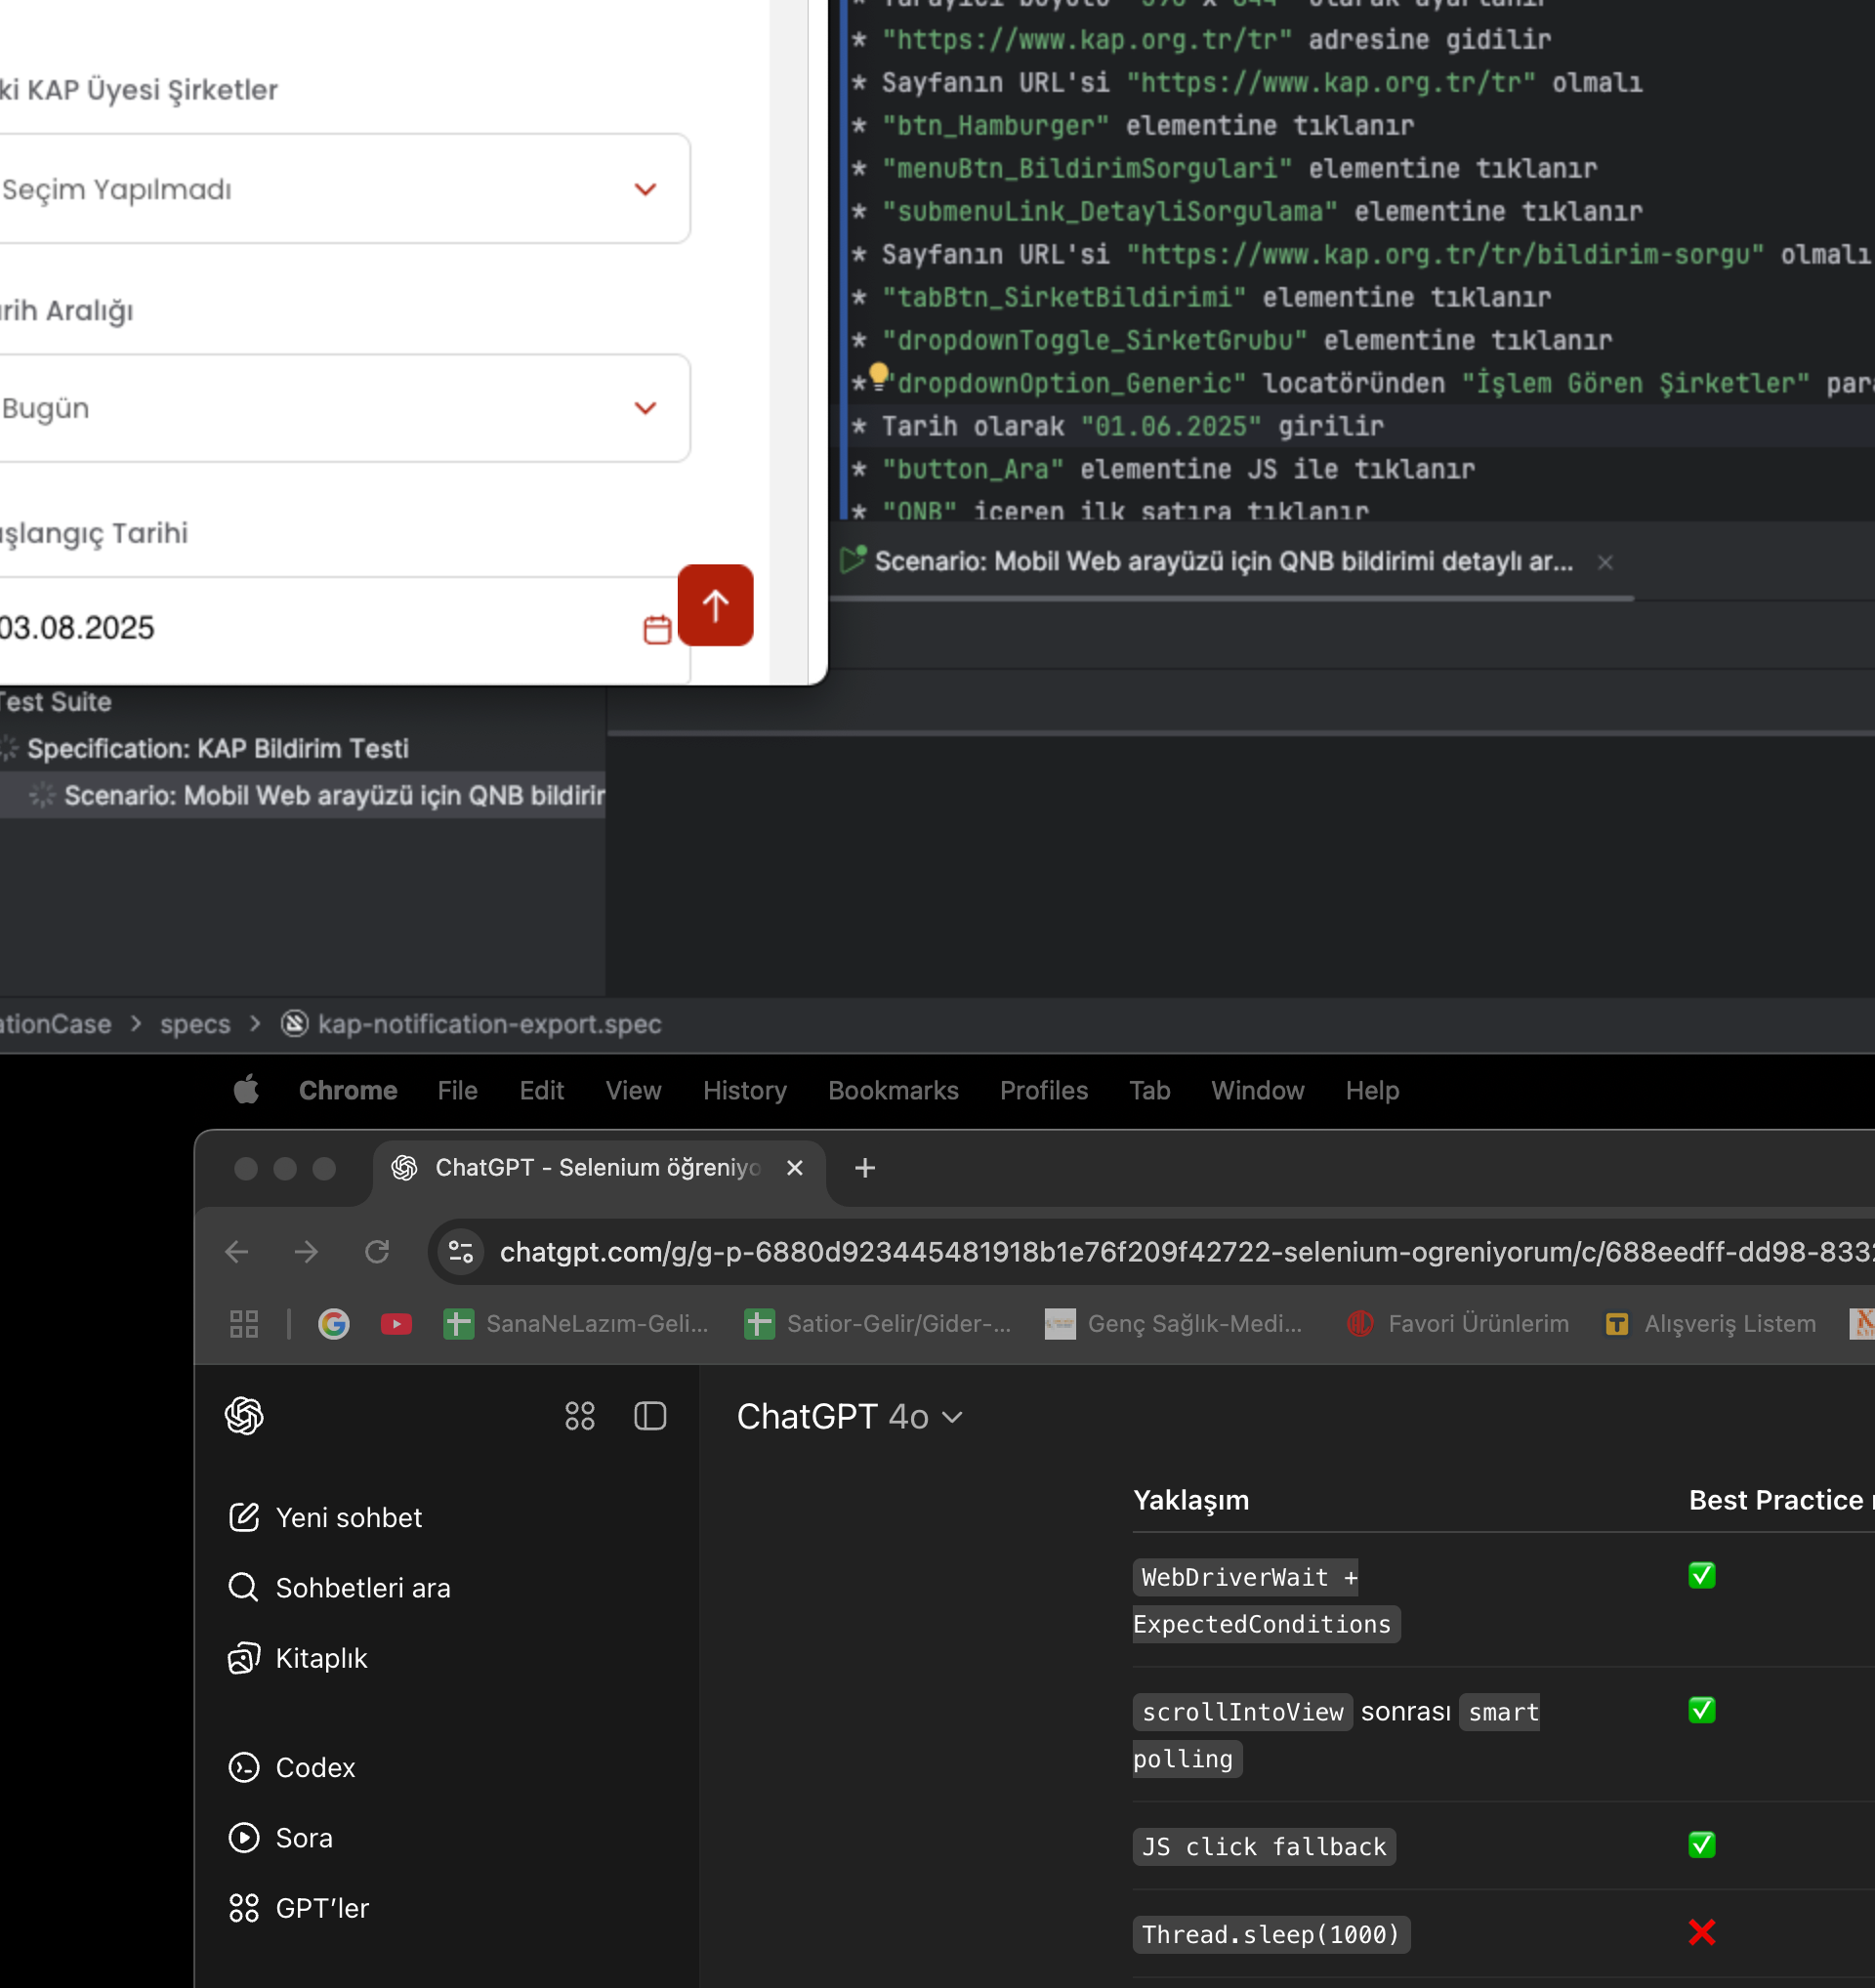 ki KAP Üyesi Şirketler
Seçim Yapılmadı
rih Aralığı
Bugün
şlangıç Tarihi
03.08.2025
* "https://www.kap.org.tr/tr" adresine gidilir
* Sayfanın URL'si "https://www.kap.org.tr/tr" olmalı
* "btn_Hamburger" elementine tıklanır
* "menuBtn_BildirimSorgulari" elementine tıklanır
* "submenuLink_DetayliSorgulama" elementine tıklanır
* Sayfanın URL'si "https://www.kap.org.tr/tr/bildirim-sorgu" olmalı
* "tabBtn_SirketBildirimi" elementine tıklanır
* "dropdownToggle_SirketGrubu" elementine tıklanır
* "dropdownOption_Generic" locatöründen "İşlem Gören Şirketler" para
* Tarih olarak "01.06.2025" girilir
* "button_Ara" elementine JS ile tıklanır
* "QNB" içeren ilk satıra tıklanır
Scenario: Mobil Web arayüzü için QNB bildirimi detaylı ar...
Test Suite
Specification: KAP Bildirim Testi
Scenario: Mobil Web arayüzü için QNB bildirir
ationCase > specs > kap-notification-export.spec
Chrome File Edit View History Bookmarks Profiles Tab Window Help
ChatGPT - Selenium öğreniyo
chatgpt.com/g/g-p-6880d923445481918b1e76f209f42722-selenium-ogreniyorum/c/688eedff-dd98-833
SanaNeLazım-Geli... Satior-Gelir/Gider-... Genç Sağlık-Medi... Favori Ürünlerim Alışveriş Listem
ChatGPT 4o
Yeni sohbet
Sohbetleri ara
Kitaplık
Codex
Sora
GPT'ler
Yaklaşım Best Practice
WebDriverWait +
ExpectedConditions
scrollIntoView sonrası smart
polling
JS click fallback
Thread.sleep(1000)